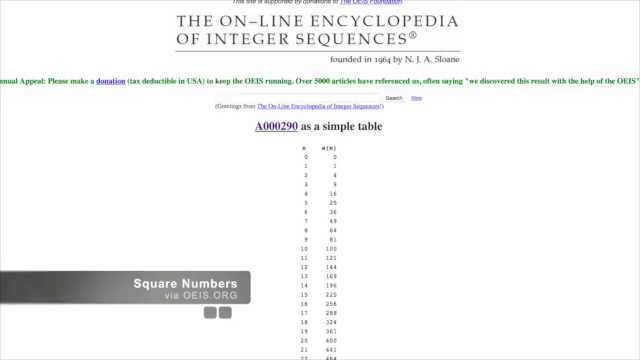 This site is supported by donations to The OEIS Foundation.
THE ON–LINE ENCYCLOPEDIA
OF INTEGER SEQUENCES®
founded in 1964 by N. J. A. Sloane
nnual Appeal: Please make a donation (tax deductible in USA) to keep the OEIS running. Over 5000 articles have referenced us, often saying "we discovered this result with the help of the OEIS"
Search Hints
(Greetings from The On-Line Encyclopedia of Integer Sequences!)
A000290 as a simple table
n a(n)
0 0
1 1
2 4
3 9
4 16
5 25
6 36
7 49
8 64
9 81
10 100
11 121
12 144
13 169
14 196
15 225
16 256
17 289
18 324
19 361
20 400
21 441
22 484
Square Numbers
via OEIS.ORG